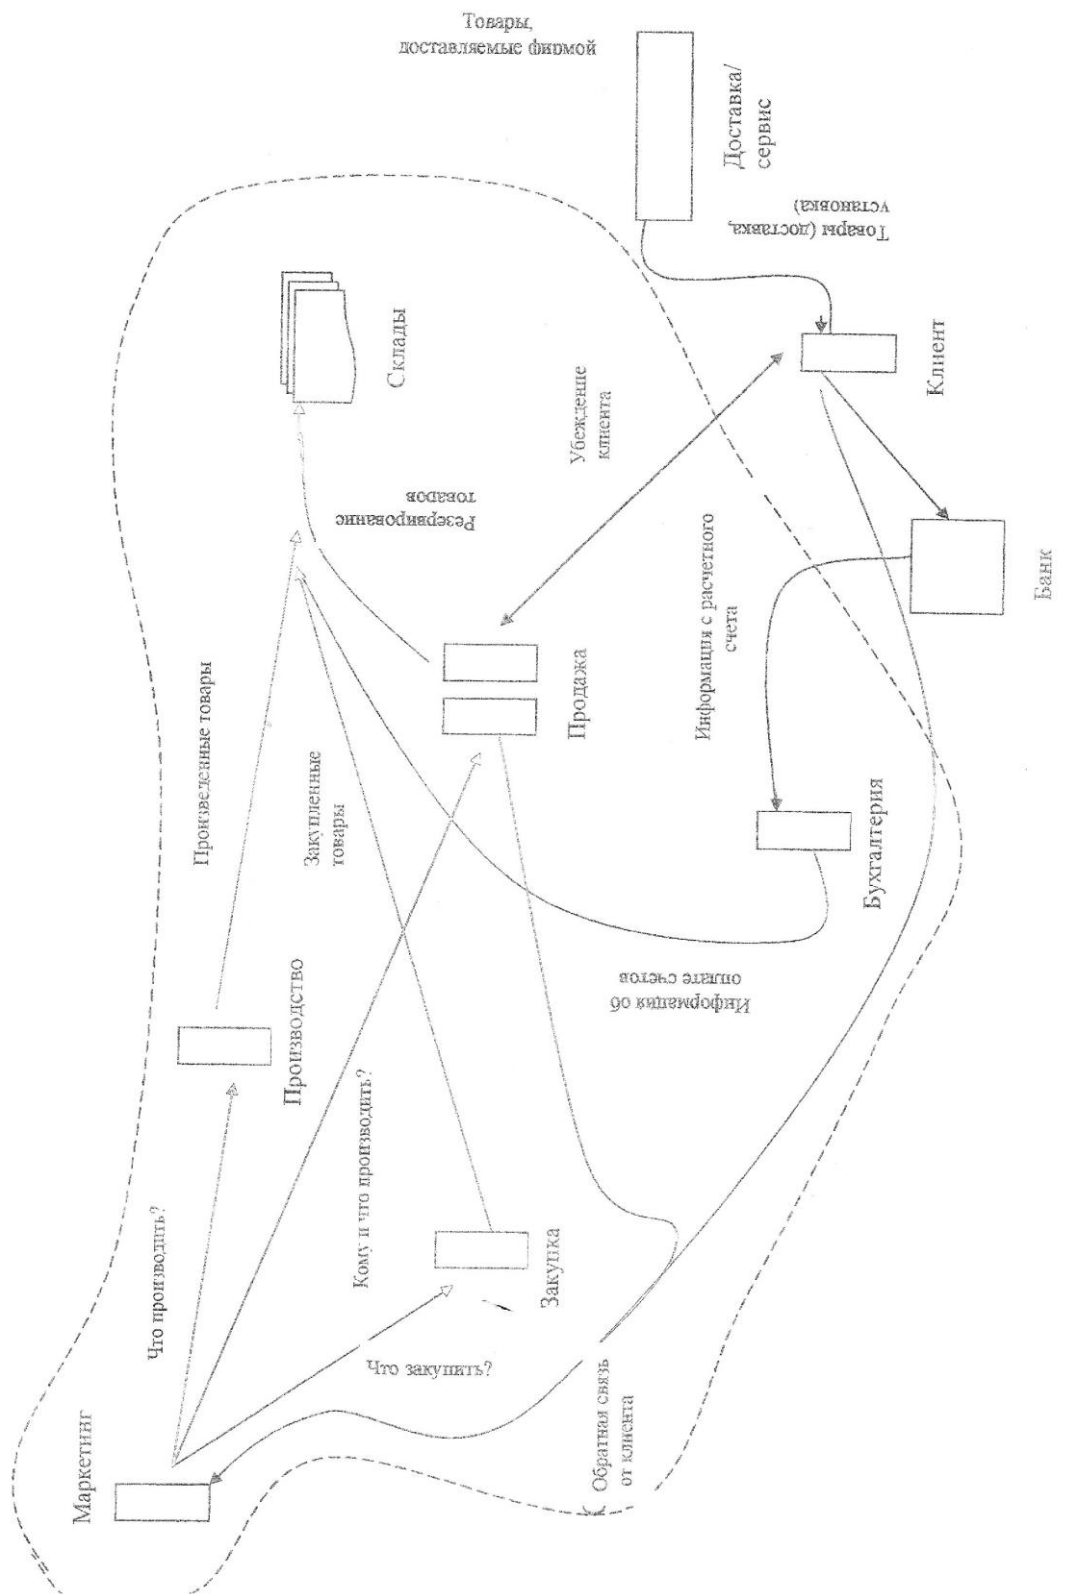 Товары,
доставляемые фирмой
Доставка/
сервис
Товары (доставка,
установка)
Склады
Клиент
Убеждение
клиента
Резервирование
товаров
Информация с расчетного
счета
Банк
Произведенные товары
Закупленные
товары
Продажа
Бухгалтерия
Информация об
оплате счетов
Производство
Что производить?
Кому и что производить?
Закупка
Что закупить?
Маркетинг
Обратная связь
от клиента